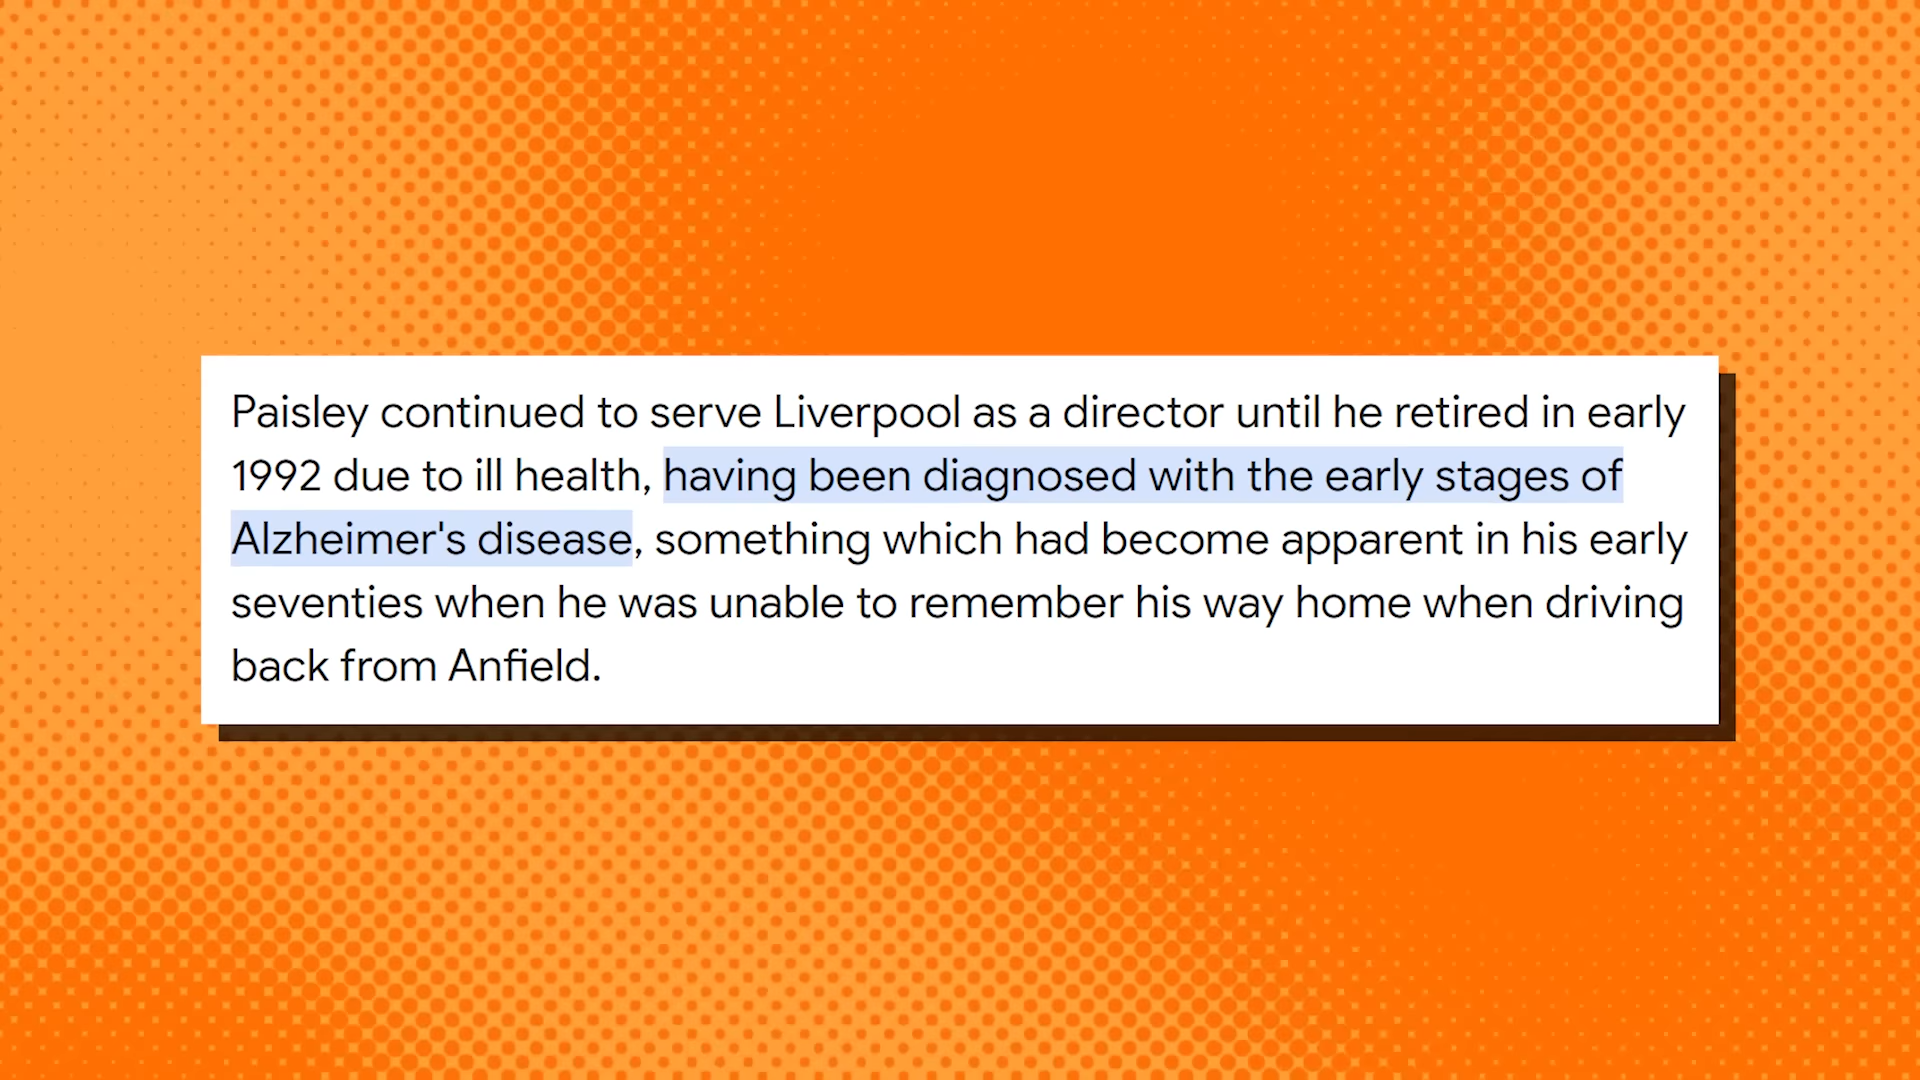 Paisley continued to serve Liverpool as a director until he retired in early
1992 due to ill health, having been diagnosed with the early stages of
Alzheimer's disease, something which had become apparent in his early
seventies when he was unable to remember his way home when driving
back from Anfield.